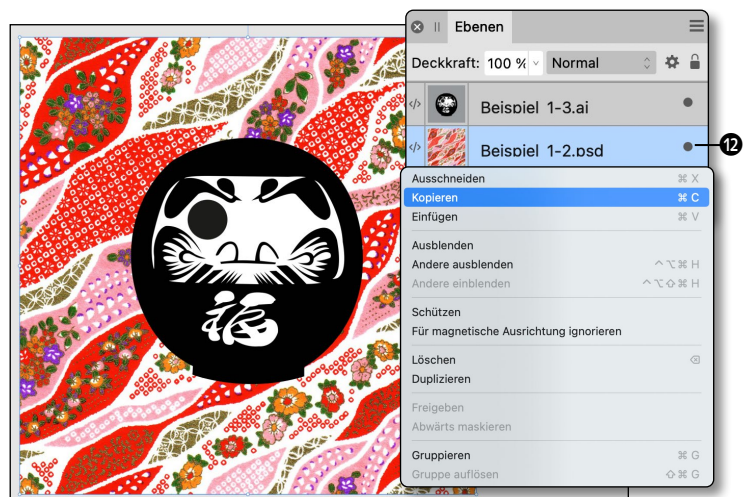 Ebenen
Deckkraft: 100 % Normal
Beispiel 1-3.ai
Beispiel 1-2.psd
⓬
Ausschneiden ⌘ X
Kopieren ⌘ C
Einfügen ⌘ V
Ausblenden
Andere ausblenden ^⌥⌘ H
Andere einblenden ^⌥⇧⌘ H
Schützen
Für magnetische Ausrichtung ignorieren
Löschen ⌫
Duplizieren
Freigeben
Abwärts maskieren
Gruppieren ⌘ G
Gruppe auflösen ⇧⌘ G
福